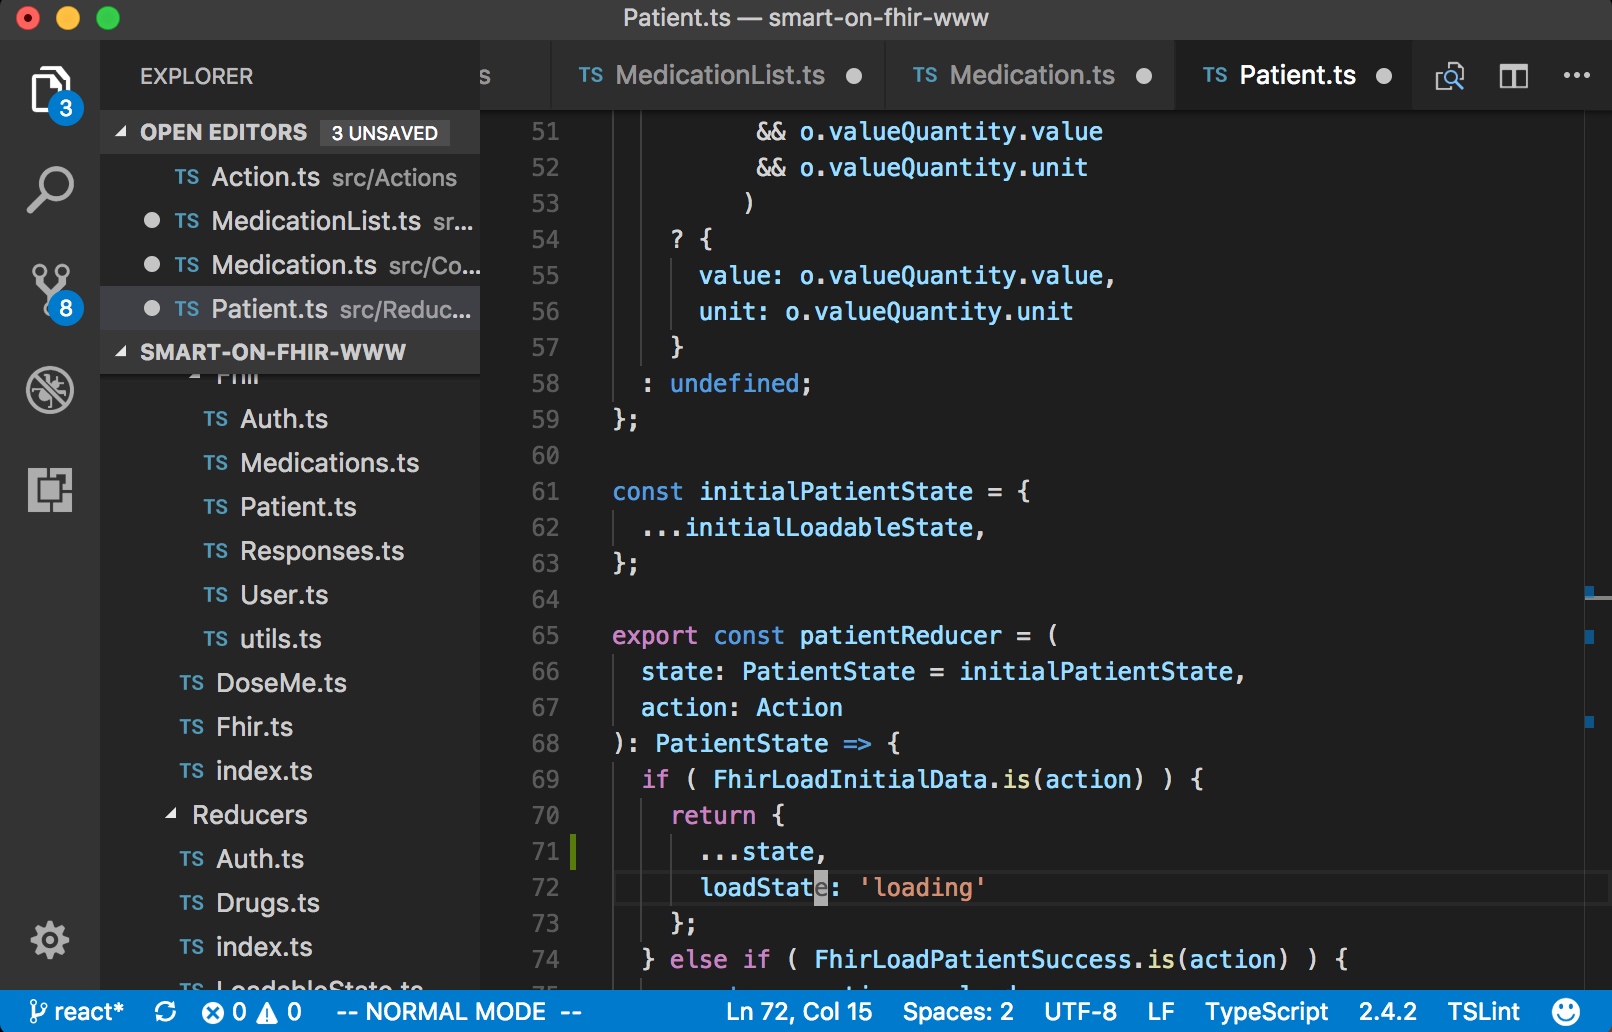 Patient.ts — smart-on-fhir-www
EXPLORER
s
TS MedicationList.ts
TS Medication.ts
TS Patient.ts
3
8
OPEN EDITORS 3 UNSAVED
TS Action.ts src/Actions
TS MedicationList.ts sr...
TS Medication.ts src/Co...
TS Patient.ts src/Reduc...
SMART-ON-FHIR-WWW
Fhir
TS Auth.ts
TS Medications.ts
TS Patient.ts
TS Responses.ts
TS User.ts
TS utils.ts
TS DoseMe.ts
TS Fhir.ts
TS index.ts
Reducers
TS Auth.ts
TS Drugs.ts
TS index.ts
TS LoadableState.ts
51 && o.valueQuantity.value
52 && o.valueQuantity.unit
53 )
54 ? {
55 value: o.valueQuantity.value,
56 unit: o.valueQuantity.unit
57 }
58 : undefined;
59 };
60
61 const initialPatientState = {
62 ...initialLoadableState,
63 };
64
65 export const patientReducer = (
66 state: PatientState = initialPatientState,
67 action: Action
68 ): PatientState => {
69 if ( FhirLoadInitialData.is(action) ) {
70 return {
71 ...state,
72 loadState: 'loading'
73 };
74 } else if ( FhirLoadPatientSuccess.is(action) ) {
75
react* 0 0 -- NORMAL MODE -- Ln 72, Col 15 Spaces: 2 UTF-8 LF TypeScript 2.4.2 TSLint